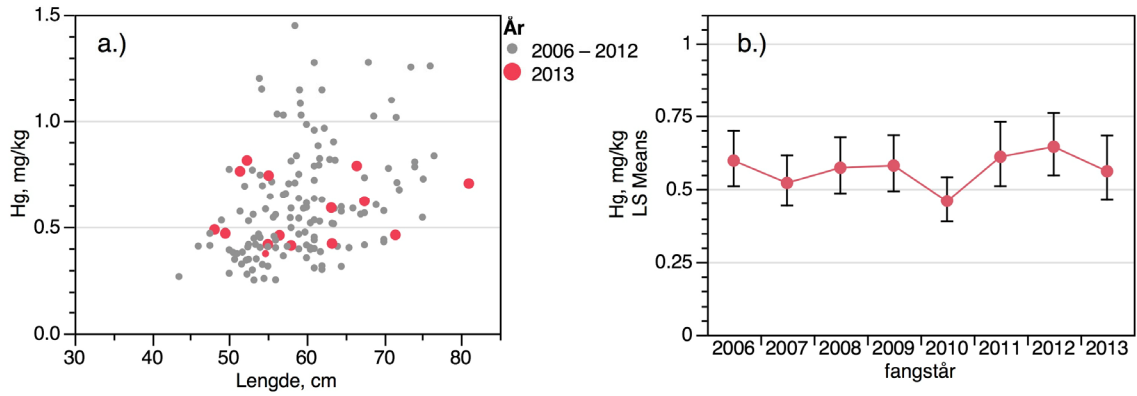 a.)
1.5
1.0
0.5
0.0
Hg, mg/kg
30 40 50 60 70 80
Lengde, cm
År
2006 – 2012
2013
b.)
1
0.75
0.5
0.25
0
Hg, mg/kg
LS Means
2006 2007 2008 2009 2010 2011 2012 2013
fangstår